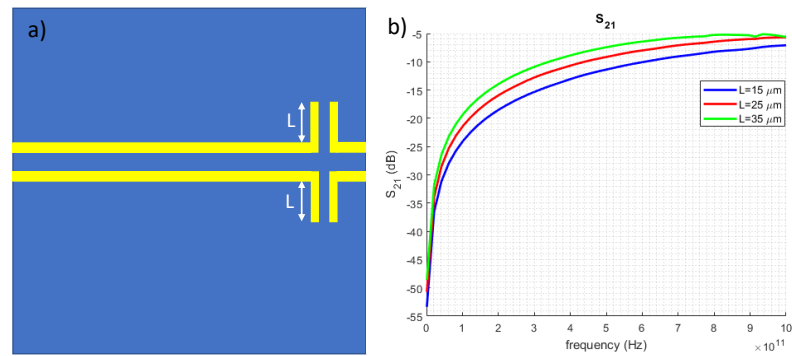 a)
L
L
b)
S21
-5
-10
-15
-20
-25
-30
-35
-40
-45
-50
-55
S21 (dB)
L=15 μm
L=25 μm
L=35 μm
0 1 2 3 4 5 6 7 8 9 10
frequency (Hz)
×10^11